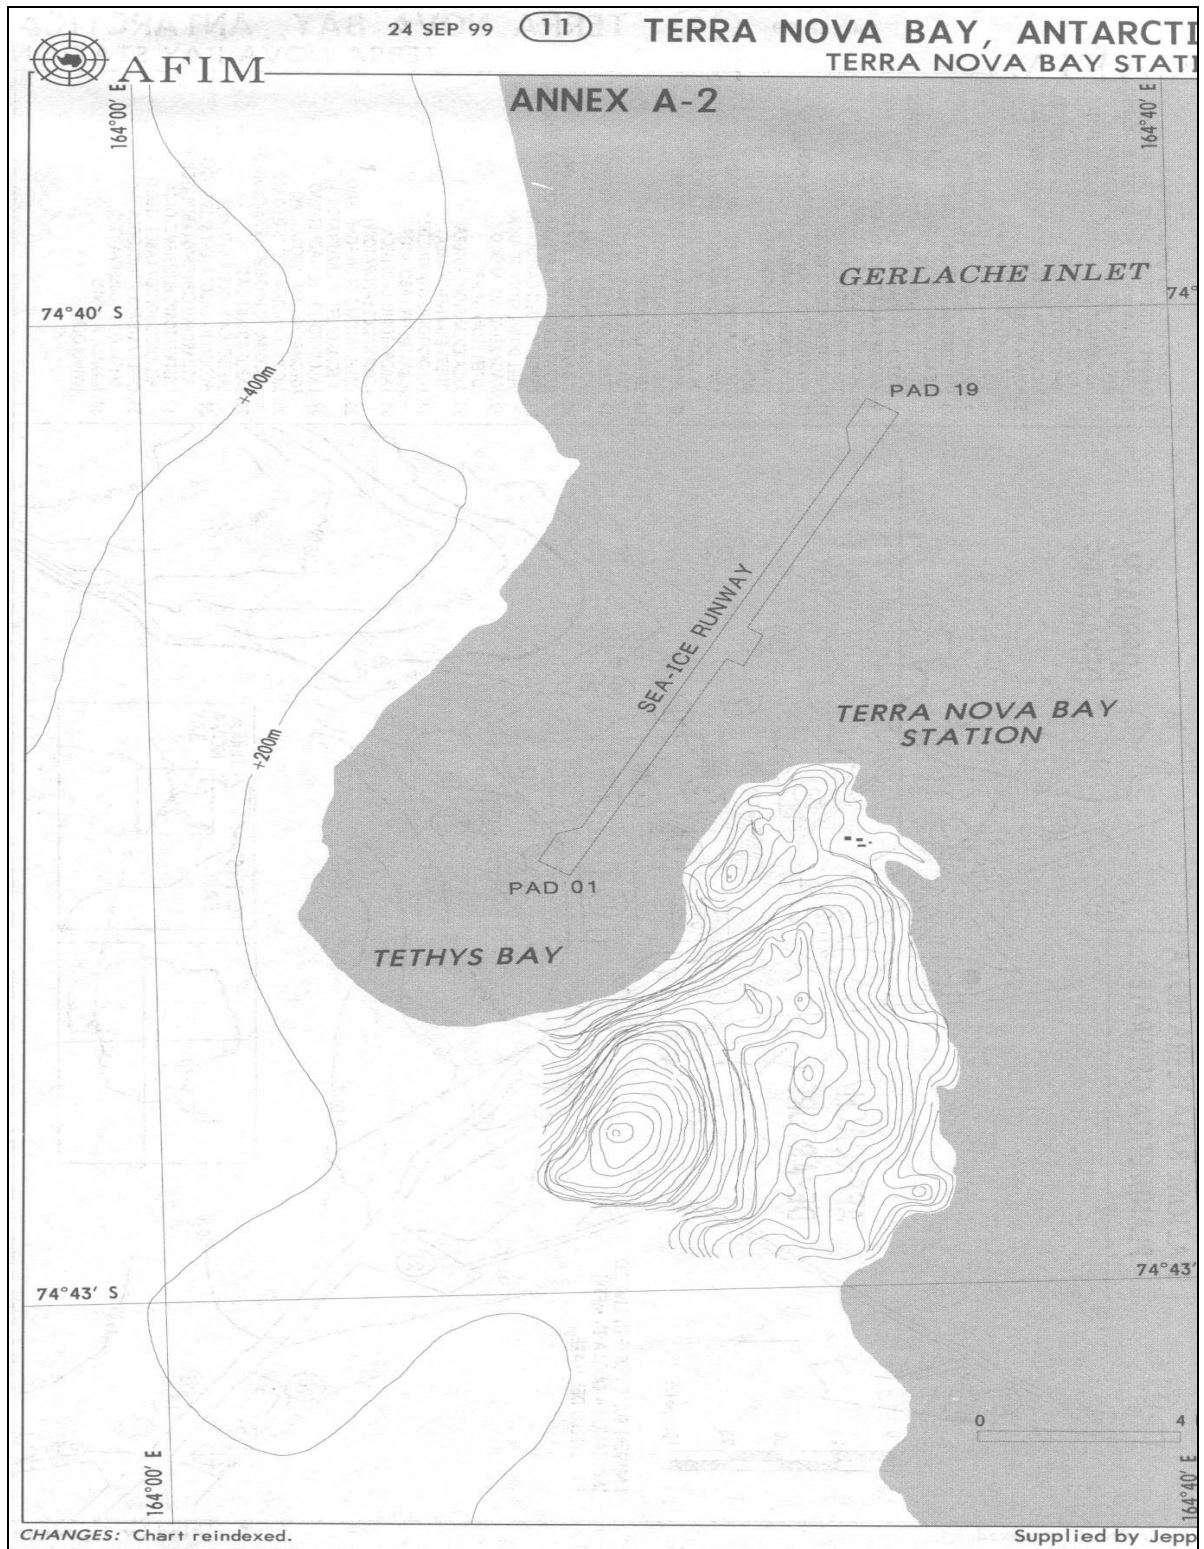 24 SEP 99 11 TERRA NOVA BAY, ANTARCTI
TERRA NOVA BAY STATI
AFIM
ANNEX A-2
164°00' E
164°40' E
GERLACHE INLET
74°40' S
74°
+400m
PAD 19
SEA-ICE RUNWAY
TERRA NOVA BAY
STATION
+200m
PAD 01
TETHYS BAY
74°43' S
74°43'
0 4
164°00' E
164°40' E
CHANGES: Chart reindexed.
Supplied by Jepp